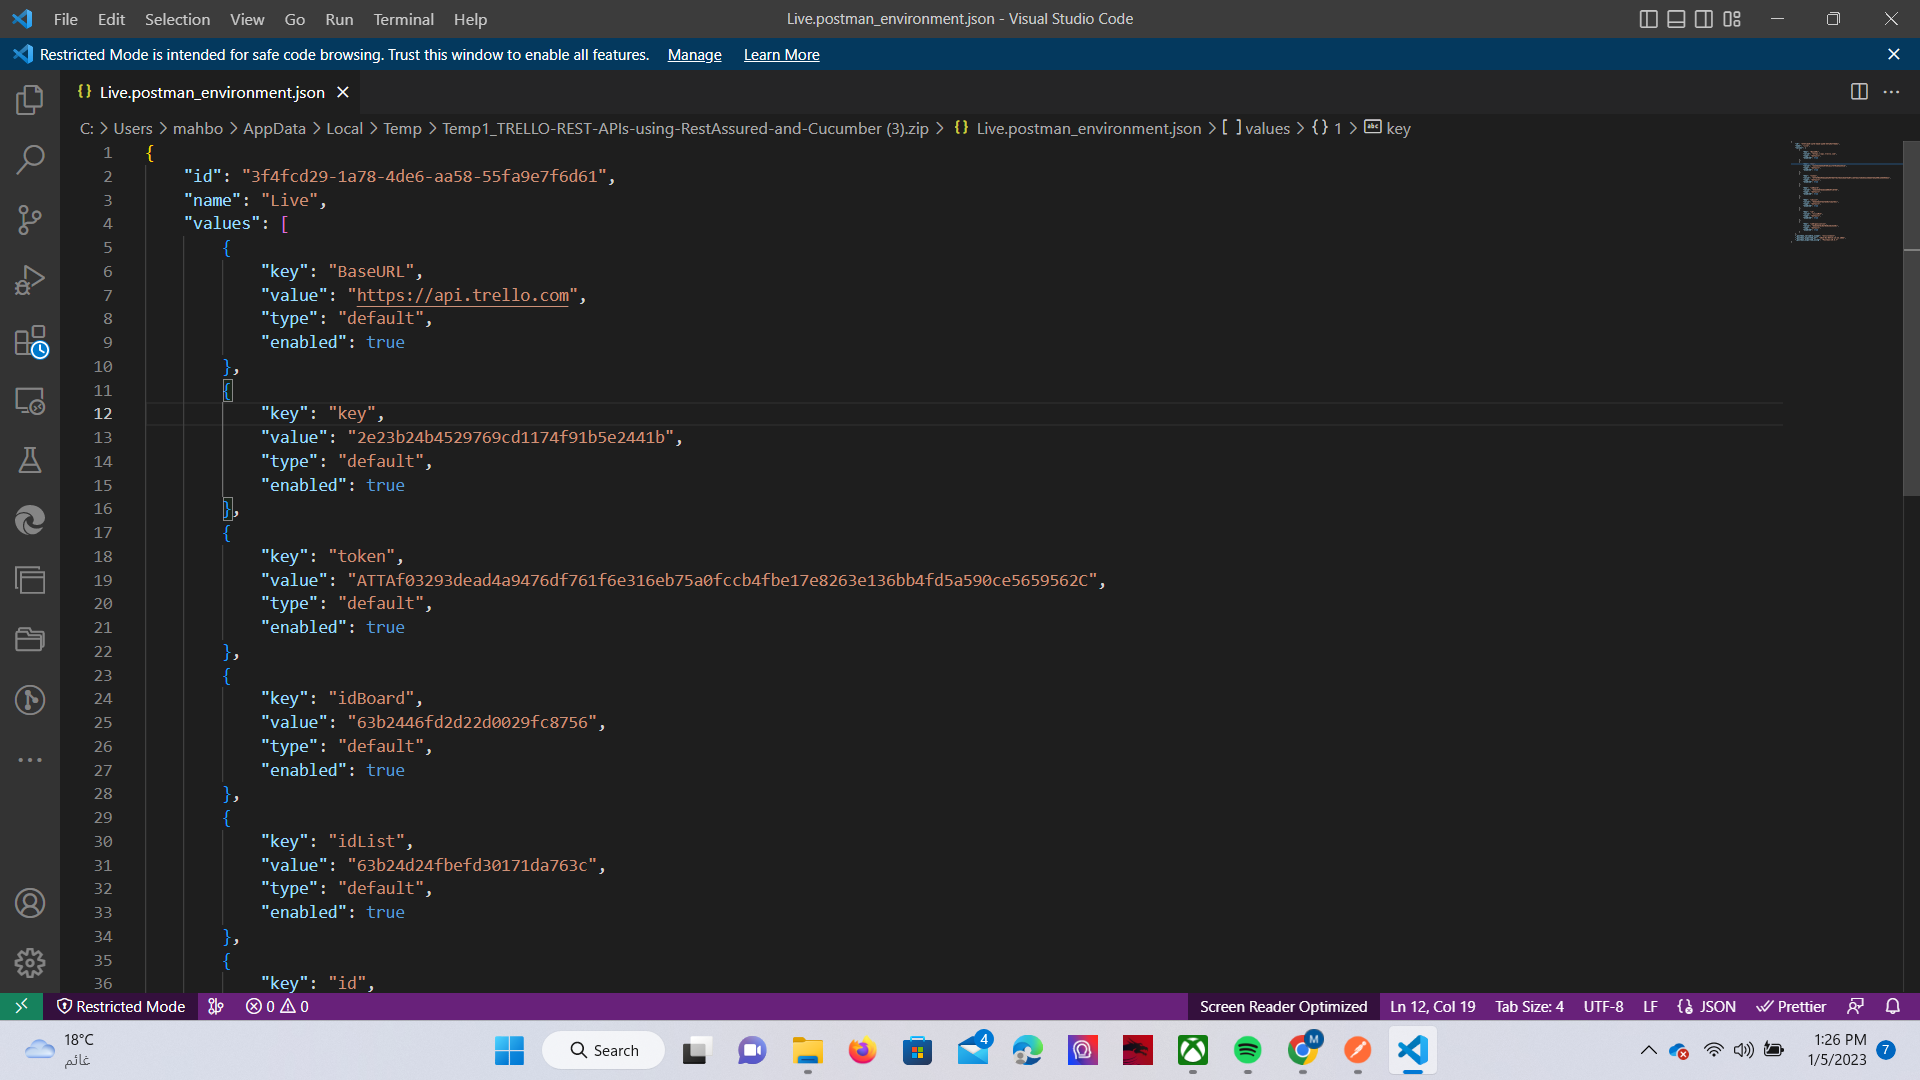 File Edit Selection View Go Run Terminal Help
Live.postman_environment.json - Visual Studio Code
Restricted Mode is intended for safe code browsing. Trust this window to enable all features. Manage Learn More
Live.postman_environment.json
C: > Users > mahbo > AppData > Local > Temp > Temp1_TRELLO-REST-APIs-using-RestAssured-and-Cucumber (3).zip > {} Live.postman_environment.json > [ ] values > {} 1 > abc key
1 {
2 "id": "3f4fcd29-1a78-4de6-aa58-55fa9e7f6d61",
3 "name": "Live",
4 "values": [
5 {
6 "key": "BaseURL",
7 "value": "https://api.trello.com",
8 "type": "default",
9 "enabled": true
10 },
11 {
12 "key": "key",
13 "value": "2e23b24b4529769cd1174f91b5e2441b",
14 "type": "default",
15 "enabled": true
16 },
17 {
18 "key": "token",
19 "value": "ATTAf03293dead4a9476df761f6e316eb75a0fccb4fbe17e8263e136bb4fd5a590ce5659562C",
20 "type": "default",
21 "enabled": true
22 },
23 {
24 "key": "idBoard",
25 "value": "63b2446fd2d22d0029fc8756",
26 "type": "default",
27 "enabled": true
28 },
29 {
30 "key": "idList",
31 "value": "63b24d24fbefd30171da763c",
32 "type": "default",
33 "enabled": true
34 },
35 {
36 "key": "id",
Restricted Mode 0 0 Screen Reader Optimized Ln 12, Col 19 Tab Size: 4 UTF-8 LF {} JSON Prettier
18°C
غائم
Search
4
M
1:26 PM
1/5/2023
7